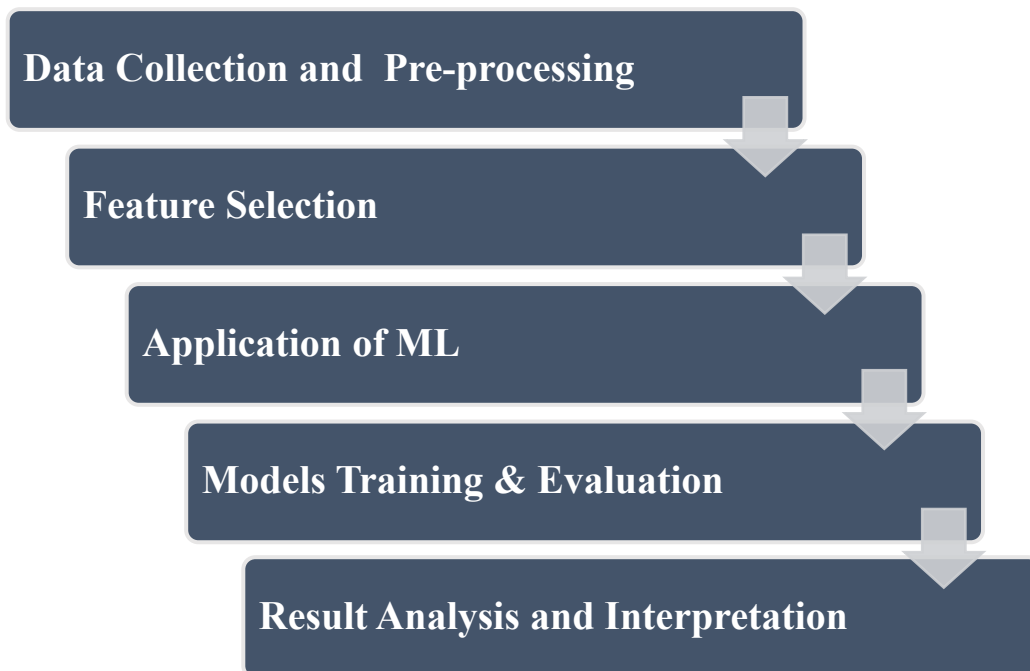 Data Collection and Pre-processing
Feature Selection
Application of ML
Models Training & Evaluation
Result Analysis and Interpretation